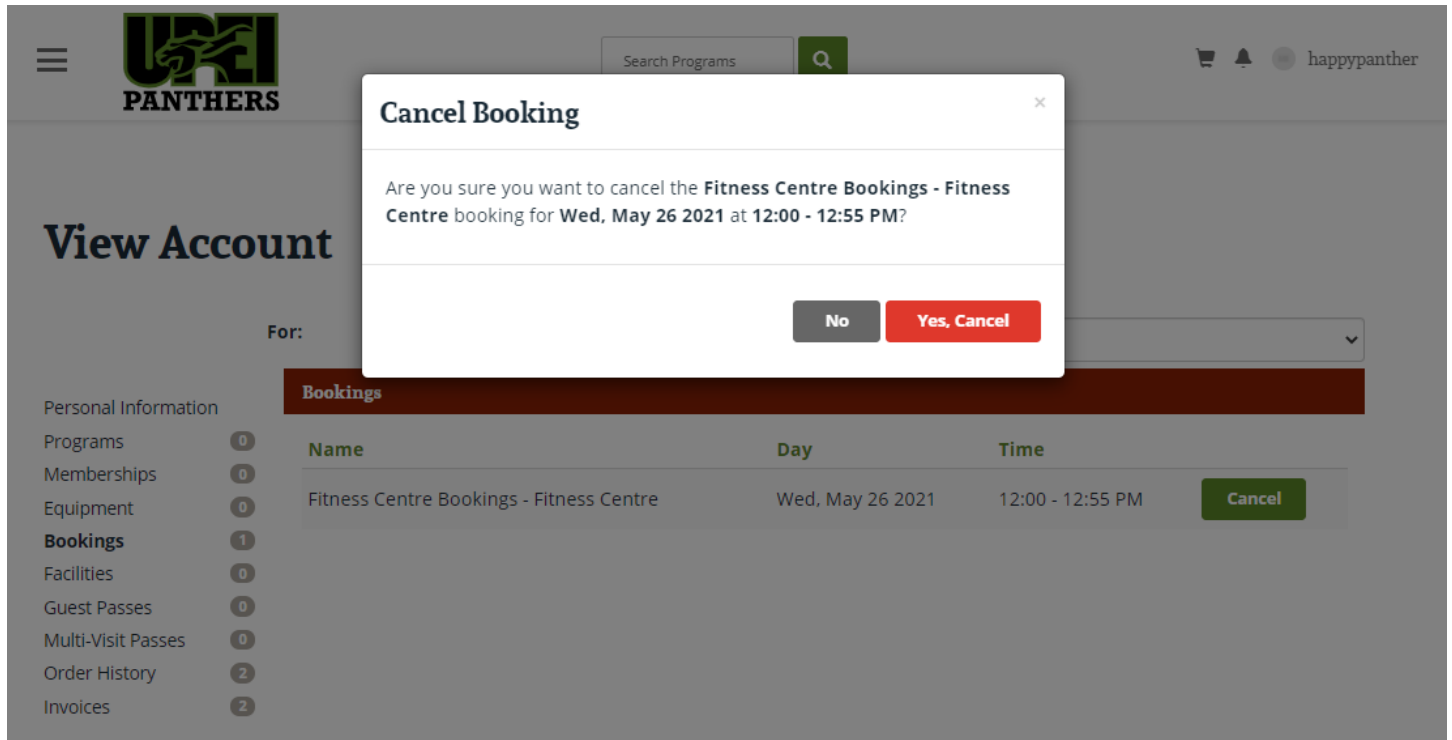 UPEI
PANTHERS
Search Programs
happypanther
Cancel Booking
×
Are you sure you want to cancel the Fitness Centre Bookings - Fitness
Centre booking for Wed, May 26 2021 at 12:00 - 12:55 PM?
No
Yes, Cancel
View Account
For:
Personal Information
Programs 0
Memberships 0
Equipment 0
Bookings 1
Facilities 0
Guest Passes 0
Multi-Visit Passes 0
Order History 2
Invoices 2
Bookings
Name Day Time
Fitness Centre Bookings - Fitness Centre Wed, May 26 2021 12:00 - 12:55 PM Cancel